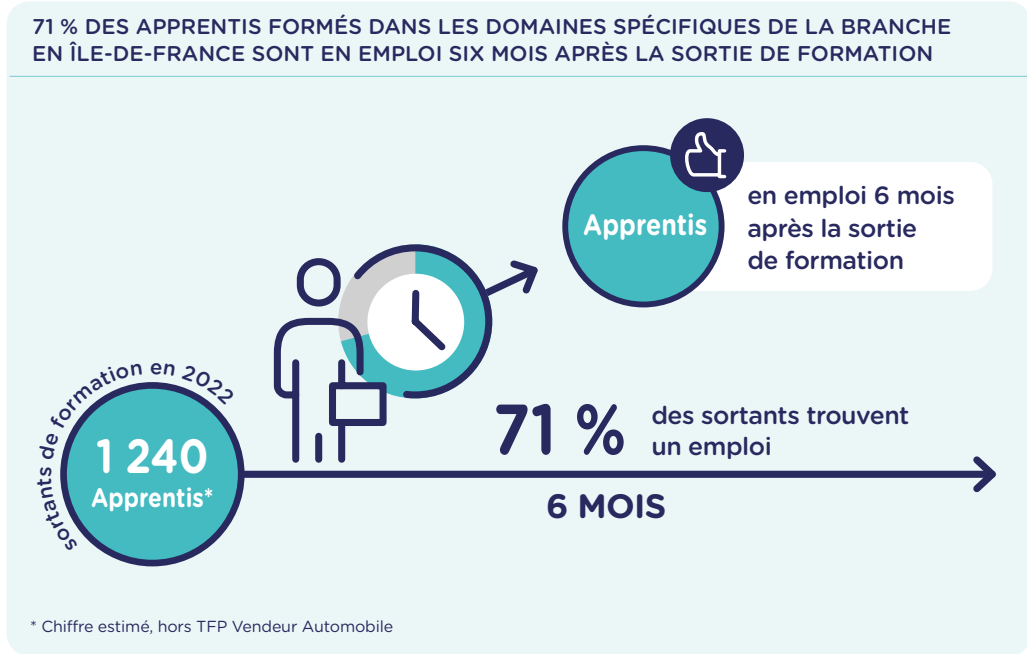 71 % DES APPRENTIS FORMÉS DANS LES DOMAINES SPÉCIFIQUES DE LA BRANCHE
EN ÎLE-DE-FRANCE SONT EN EMPLOI SIX MOIS APRÈS LA SORTIE DE FORMATION
Apprentis
en emploi 6 mois
après la sortie
de formation
sortants de formation en 2022
1 240
Apprentis*
71 %
des sortants trouvent
un emploi
6 MOIS
* Chiffre estimé, hors TFP Vendeur Automobile